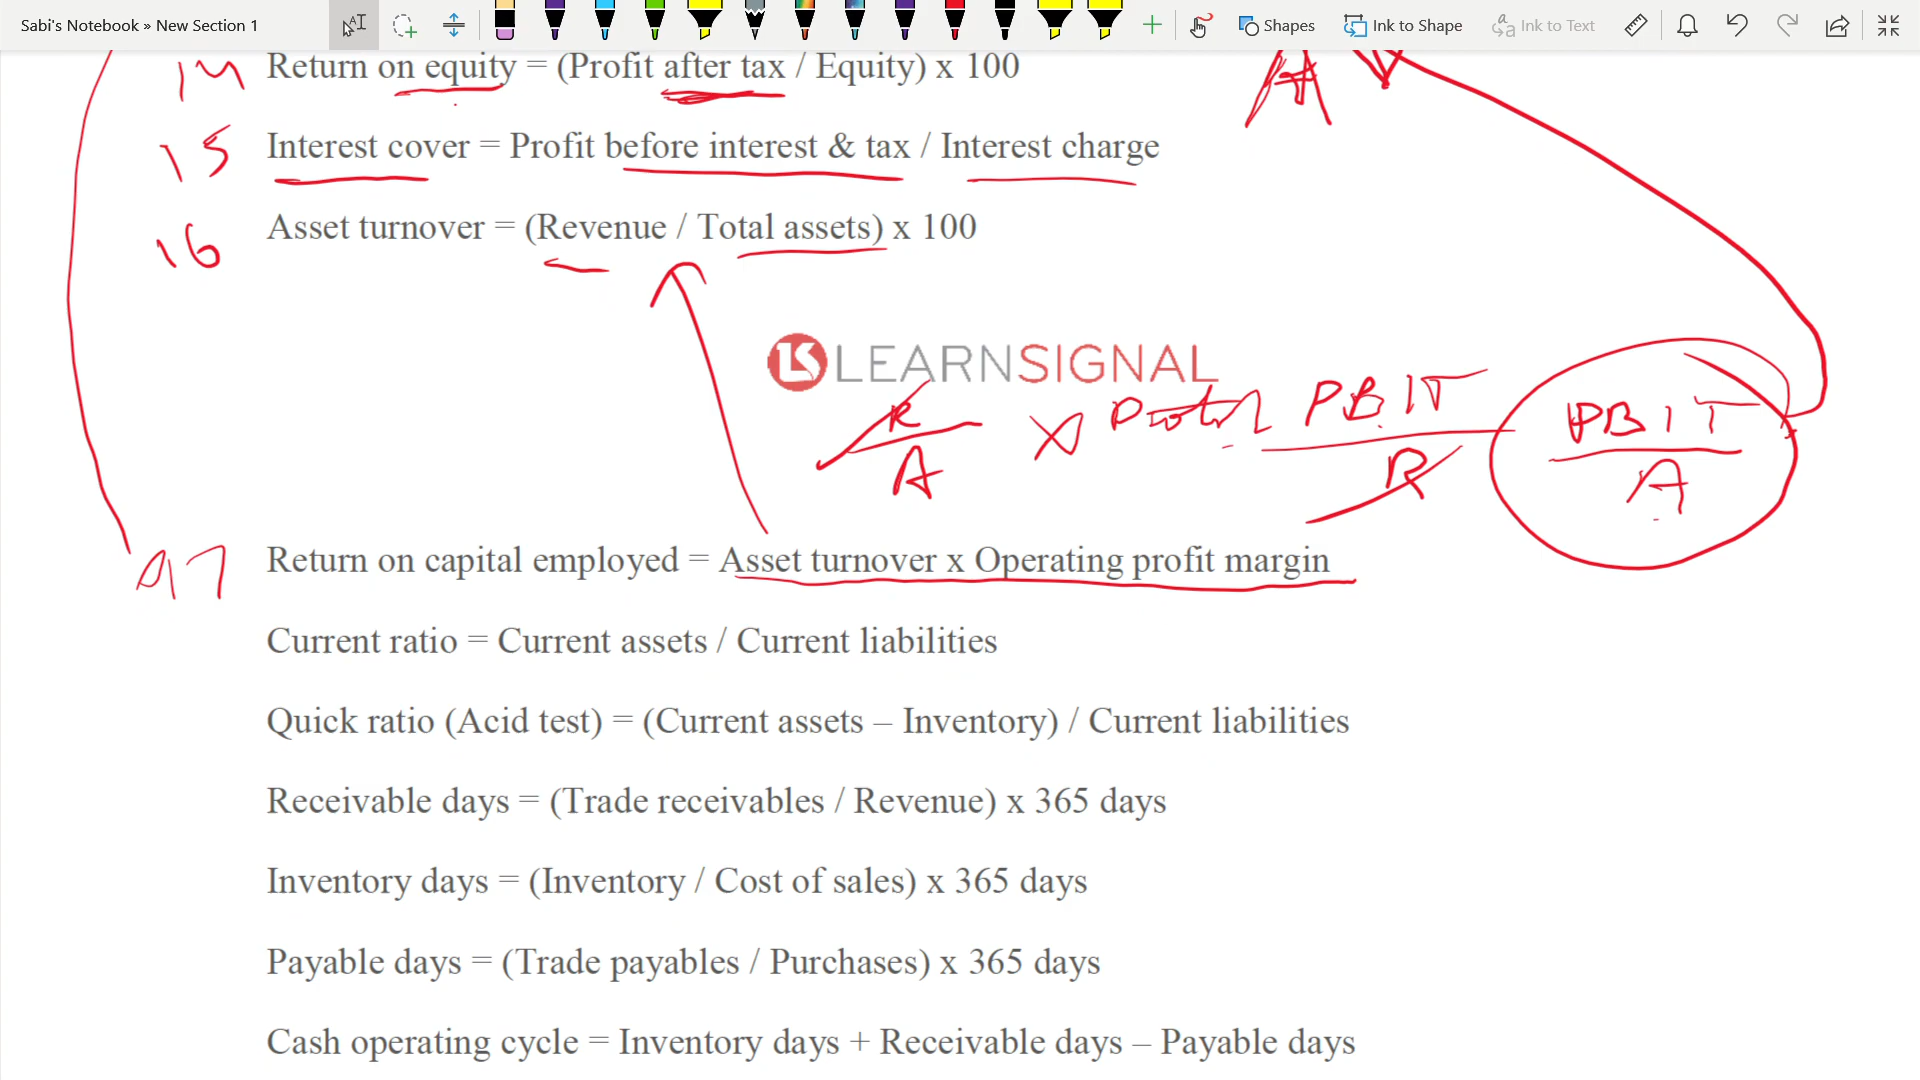 Sabi's Notebook » New Section 1
Shapes
Ink to Shape
Ink to Text
14 Return on equity = (Profit after tax / Equity) x 100
A
15 Interest cover = Profit before interest & tax / Interest charge
16 Asset turnover = (Revenue / Total assets) x 100
LEARNSIGNAL
R/A x PBIT/R
PBIT/A
17 Return on capital employed = Asset turnover x Operating profit margin
Current ratio = Current assets / Current liabilities
Quick ratio (Acid test) = (Current assets – Inventory) / Current liabilities
Receivable days = (Trade receivables / Revenue) x 365 days
Inventory days = (Inventory / Cost of sales) x 365 days
Payable days = (Trade payables / Purchases) x 365 days
Cash operating cycle = Inventory days + Receivable days – Payable days